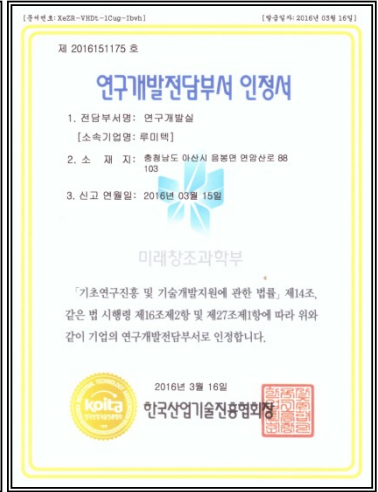 [문서번호: XeZR-VHDt-lCug-Ibvh] [발급일자: 2016년 03월 16일]
제 2016151175 호
연구개발전담부서 인정서
1. 전담부서명: 연구개발실
[소속기업명: 루미텍]
2. 소 재 지: 충청남도 아산시 음봉면 연암산로 88
103
3. 신고 연월일: 2016년 03월 15일
미래창조과학부
「기초연구진흥 및 기술개발지원에 관한 법률」 제14조,
같은 법 시행령 제16조제2항 및 제27조제1항에 따라 위와
같이 기업의 연구개발전담부서로 인정합니다.
2016년 3월 16일
한국산업기술진흥협회장
koita